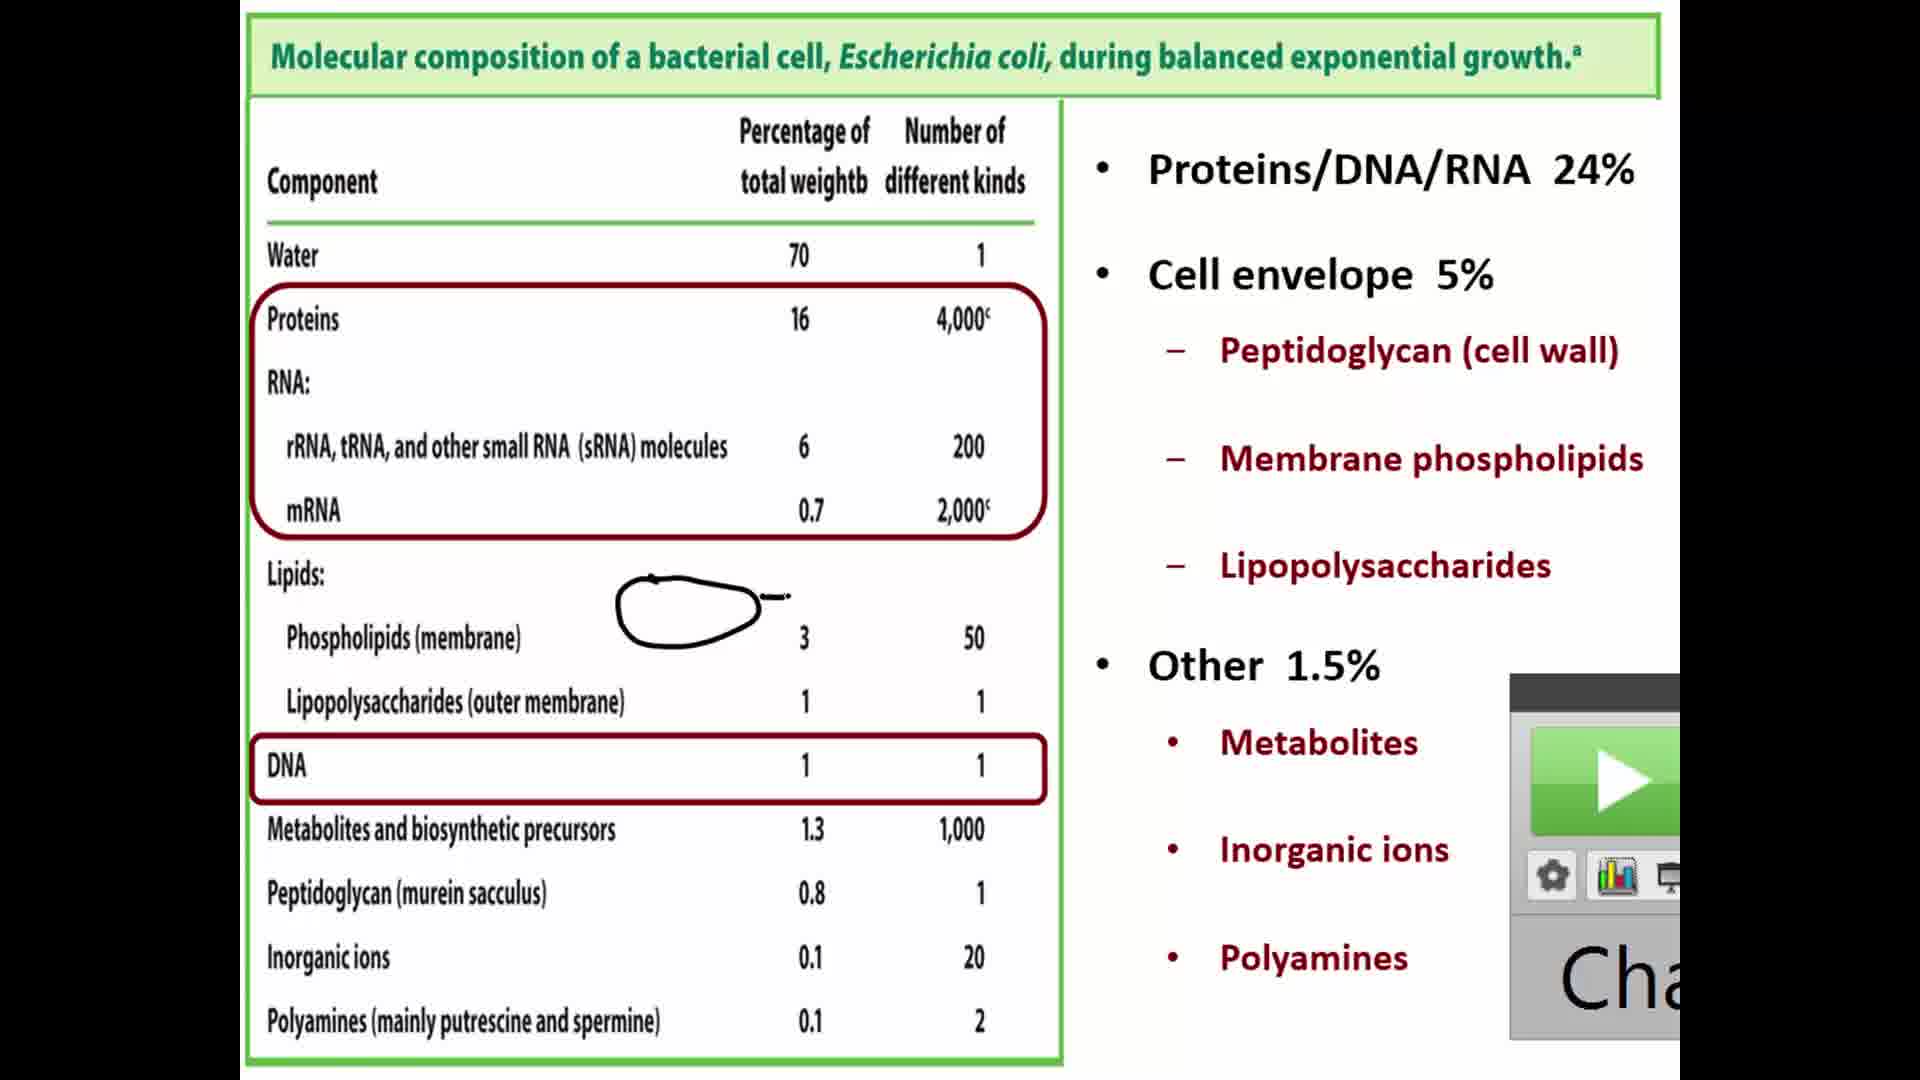 Molecular composition of a bacterial cell, Escherichia coli, during balanced exponential growth.ᵃ
Percentage of Number of
Component total weightb different kinds
Water 70 1
Proteins 16 4,000ᶜ
RNA:
rRNA, tRNA, and other small RNA (sRNA) molecules 6 200
mRNA 0.7 2,000ᶜ
Lipids:
Phospholipids (membrane) 3 50
Lipopolysaccharides (outer membrane) 1 1
DNA 1 1
Metabolites and biosynthetic precursors 1.3 1,000
Peptidoglycan (murein sacculus) 0.8 1
Inorganic ions 0.1 20
Polyamines (mainly putrescine and spermine) 0.1 2
• Proteins/DNA/RNA 24%
• Cell envelope 5%
– Peptidoglycan (cell wall)
– Membrane phospholipids
– Lipopolysaccharides
• Other 1.5%
• Metabolites
• Inorganic ions
• Polyamines